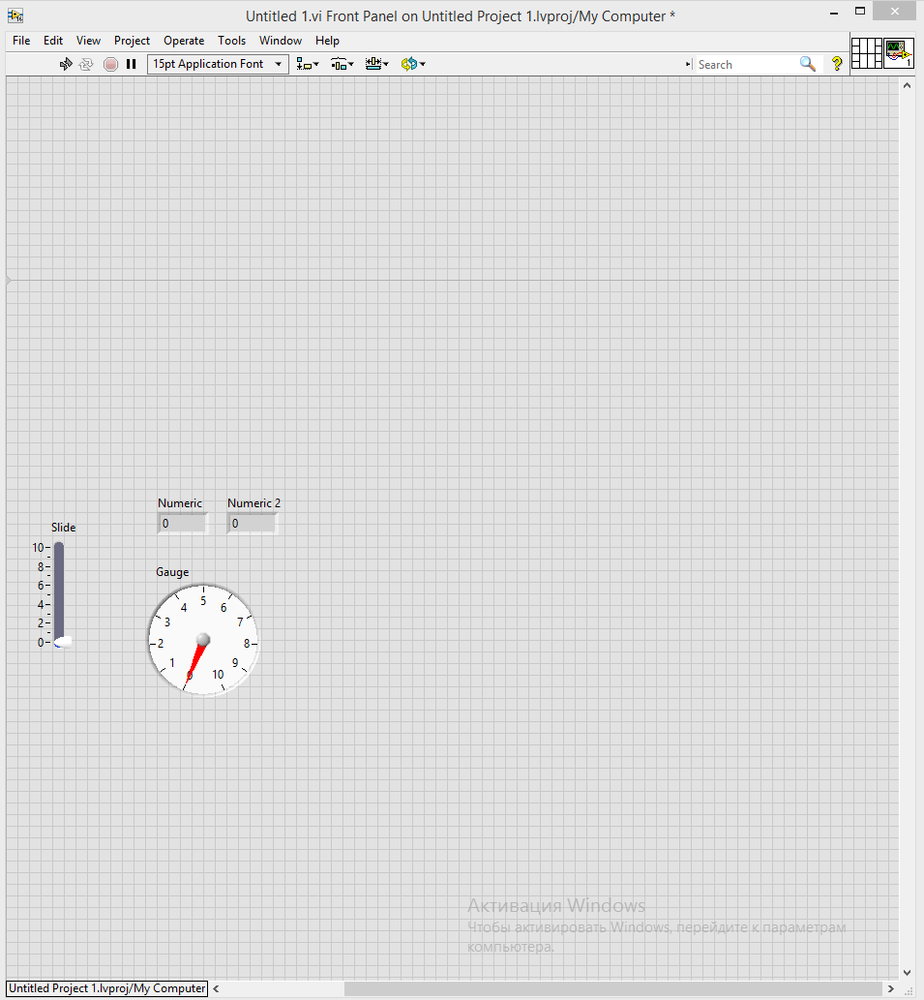 Untitled 1.vi Front Panel on Untitled Project 1.lvproj/My Computer *
File Edit View Project Operate Tools Window Help
15pt Application Font
Search
?
1
Numeric Numeric 2
0 0
Slide
10
8
6
4
2
0
Gauge
0 1 2 3 4 5 6 7 8 9 10
Активация Windows
Чтобы активировать Windows, перейдите к параметрам
компьютера.
Untitled Project 1.lvproj/My Computer